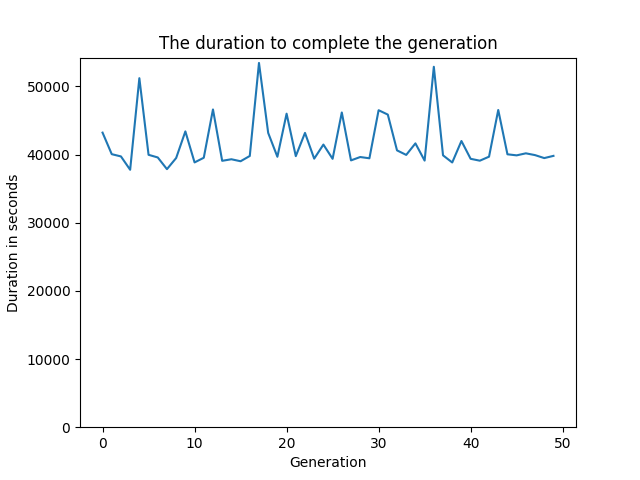 The duration to complete the generation
Duration in seconds
50000
40000
30000
20000
10000
0
0 10 20 30 40 50
Generation